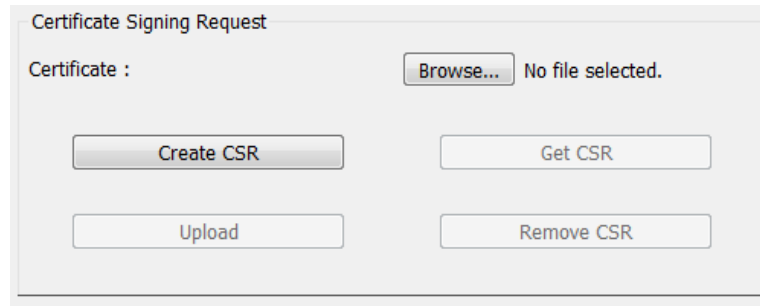 Certificate Signing Request
Certificate : Browse... No file selected.
Create CSR Get CSR
Upload Remove CSR